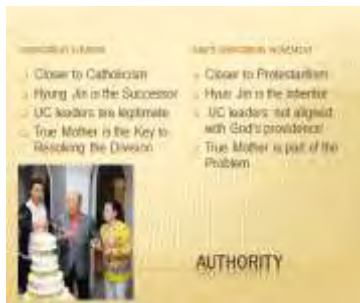 Closer to Catholicism
Hyung Jin is the Successor
UC leaders are legitimate
True Mother is the Key to
Resolving the Division
Closer to Protestantism
Hyun Jin is the Inheritor
UC leaders not aligned
with God's providence
True Mother is part of the
Problem
AUTHORITY